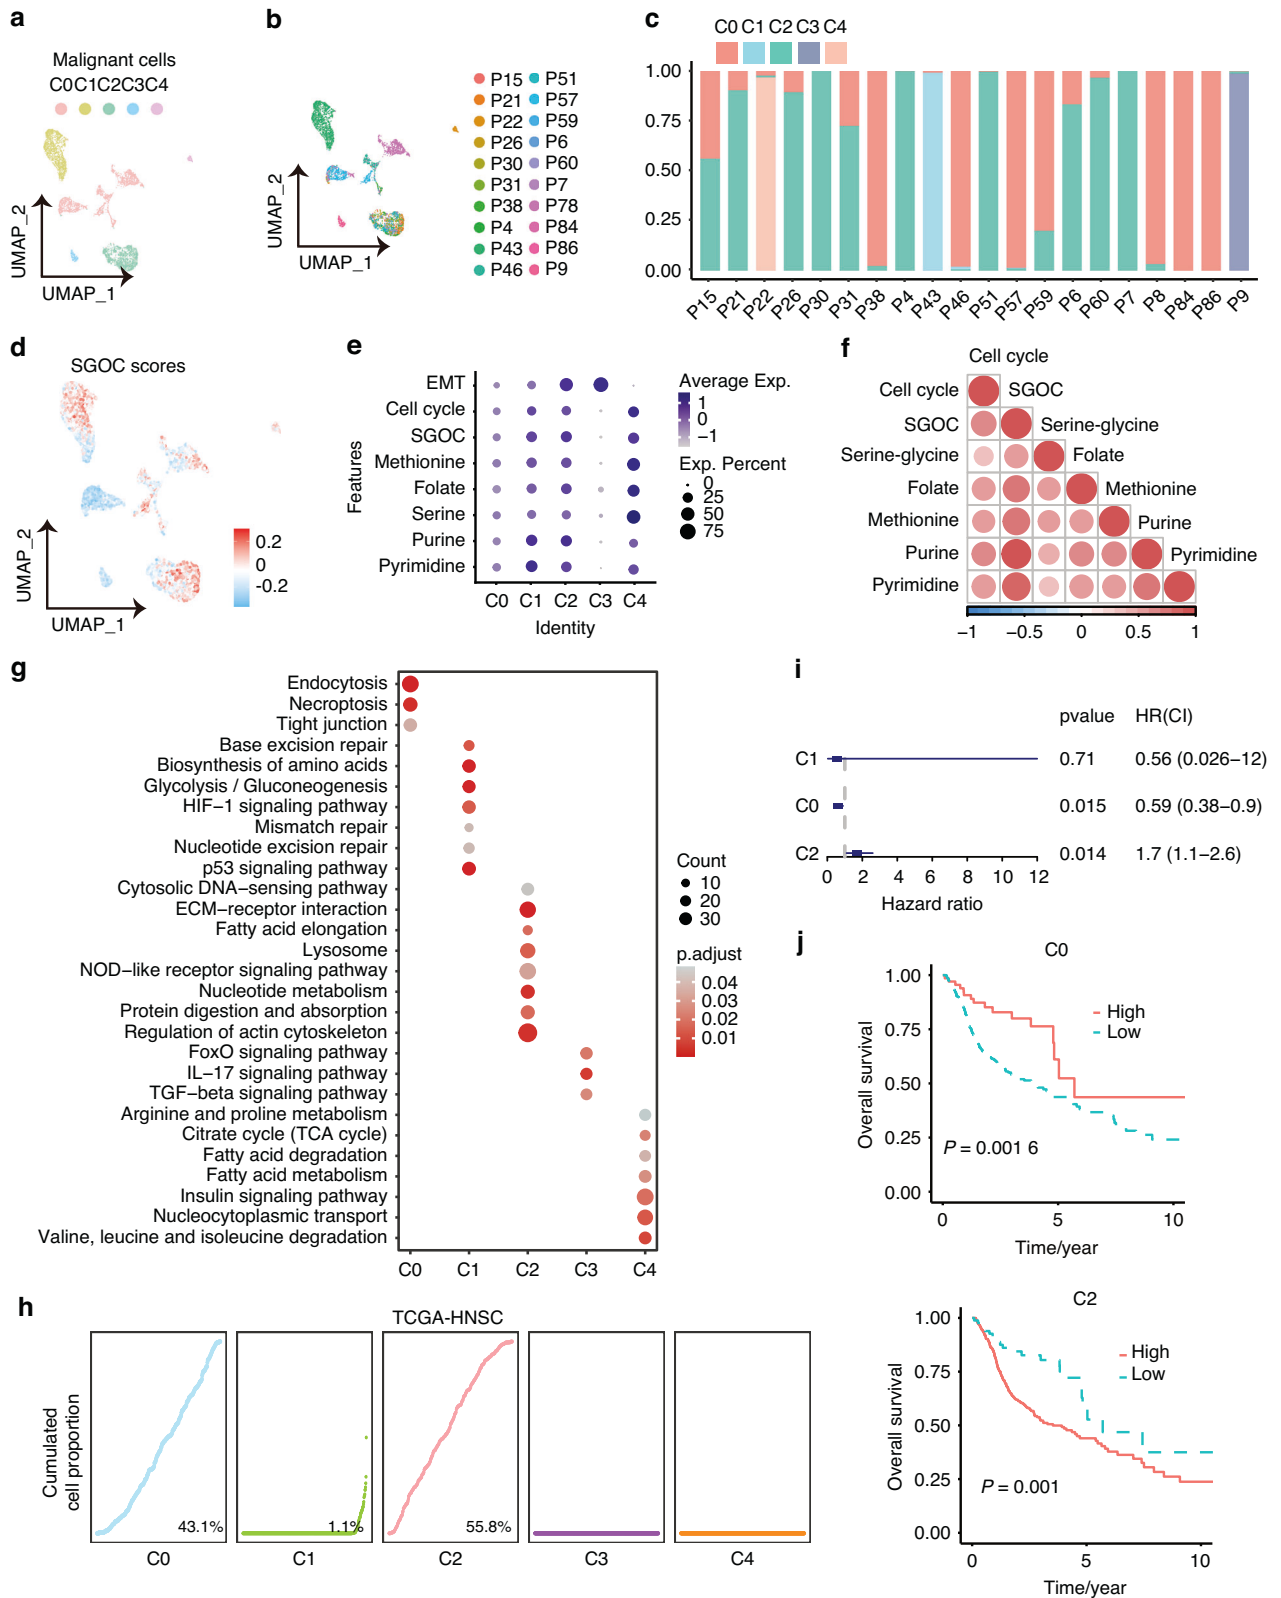 a
Malignant cells
C0C1C2C3C4
UMAP_2
UMAP_1
b
P15 P51
P21 P57
P22 P59
P26 P6
P30 P60
P31 P7
P38 P78
P4 P84
P43 P86
P46 P9
UMAP_2
UMAP_1
c
C0 C1 C2 C3 C4
1.00
0.75
0.50
0.25
0.00
P15 P21 P22 P26 P30 P31 P38 P4 P43 P46 P51 P57 P59 P6 P60 P7 P8 P84 P86 P9
d
SGOC scores
UMAP_2
UMAP_1
0.2
0
-0.2
e
Features
EMT
Cell cycle
SGOC
Methionine
Folate
Serine
Purine
Pyrimidine
C0 C1 C2 C3 C4
Identity
Average Exp.
1
0
−1
Exp. Percent
0
25
50
75
f
Cell cycle
Cell cycle SGOC
SGOC Serine-glycine
Serine-glycine Folate
Folate Methionine
Methionine Purine
Purine Pyrimidine
Pyrimidine
−1 −0.5 0 0.5 1
g
Endocytosis
Necroptosis
Tight junction
Base excision repair
Biosynthesis of amino acids
Glycolysis / Gluconeogenesis
HIF−1 signaling pathway
Mismatch repair
Nucleotide excision repair
p53 signaling pathway
Cytosolic DNA−sensing pathway
ECM−receptor interaction
Fatty acid elongation
Lysosome
NOD−like receptor signaling pathway
Nucleotide metabolism
Protein digestion and absorption
Regulation of actin cytoskeleton
FoxO signaling pathway
IL−17 signaling pathway
TGF−beta signaling pathway
Arginine and proline metabolism
Citrate cycle (TCA cycle)
Fatty acid degradation
Fatty acid metabolism
Insulin signaling pathway
Nucleocytoplasmic transport
Valine, leucine and isoleucine degradation
C0 C1 C2 C3 C4
Count
10
20
30
p.adjust
0.04
0.03
0.02
0.01
h
TCGA-HNSC
Cumulated
cell proportion
43.1% 1.1% 55.8%
C0 C1 C2 C3 C4
i
pvalue HR(CI)
C1 0.71 0.56 (0.026−12)
C0 0.015 0.59 (0.38−0.9)
C2 0.014 1.7 (1.1−2.6)
0 2 4 6 8 10 12
Hazard ratio
j
C0
Overall survival
1.00
0.75
0.50
0.25
0.00
High
Low
P = 0.001 6
0 5 10
Time/year
C2
Overall survival
1.00
0.75
0.50
0.25
0.00
High
Low
P = 0.001
0 5 10
Time/year